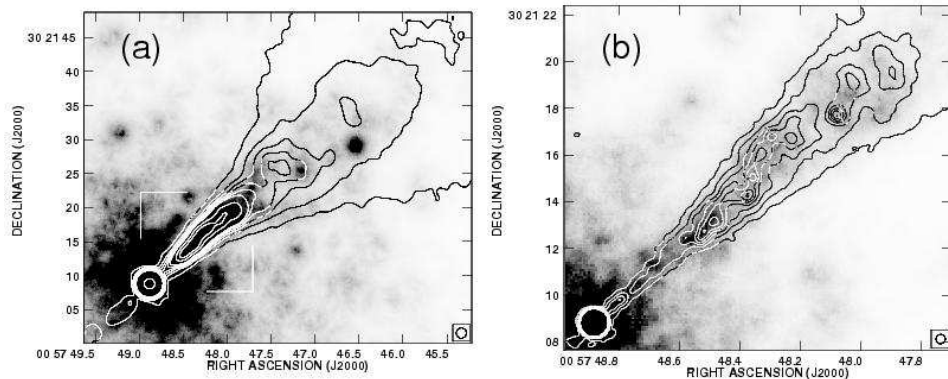 (a)
DECLINATION (J2000)
30 21 45
40
35
30
25
20
15
10
05
00 57 49.5
49.0
48.5
48.0
47.5
47.0
46.5
46.0
45.5
RIGHT ASCENSION (J2000)
(b)
DECLINATION (J2000)
30 21 22
20
18
16
14
12
10
08
00 57 48.8
48.6
48.4
48.2
48.0
47.8
RIGHT ASCENSION (J2000)